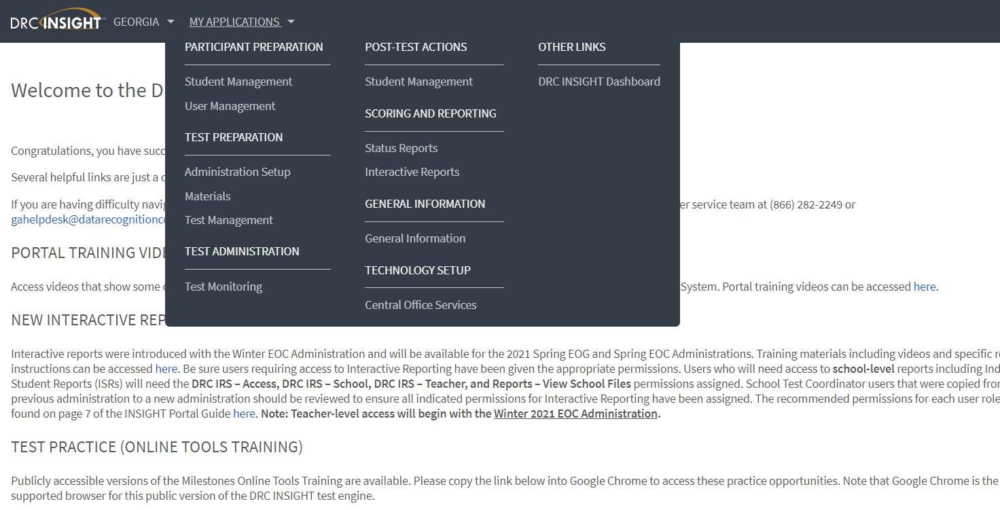 DRC INSIGHT GEORGIA MY APPLICATIONS
PARTICIPANT PREPARATION
Student Management
User Management
TEST PREPARATION
Administration Setup
Materials
Test Management
TEST ADMINISTRATION
Test Monitoring
POST-TEST ACTIONS
Student Management
SCORING AND REPORTING
Status Reports
Interactive Reports
GENERAL INFORMATION
General Information
TECHNOLOGY SETUP
Central Office Services
OTHER LINKS
DRC INSIGHT Dashboard
Welcome to the D
Congratulations, you have succ
Several helpful links are just a
If you are having difficulty navig er service team at (866) 282-2249 or
gahelpdesk@datarecognitionc
PORTAL TRAINING VID
Access videos that show some System. Portal training videos can be accessed here.
NEW INTERACTIVE REP
Interactive reports were introduced with the Winter EOC Administration and will be available for the 2021 Spring EOG and Spring EOC Administrations. Training materials including videos and specific r
instructions can be accessed here. Be sure users requiring access to Interactive Reporting have been given the appropriate permissions. Users who will need access to school-level reports including Ind
Student Reports (ISRs) will need the DRC IRS – Access, DRC IRS – School, DRC IRS – Teacher, and Reports – View School Files permissions assigned. School Test Coordinator users that were copied fro
previous administration to a new administration should be reviewed to ensure all indicated permissions for Interactive Reporting have been assigned. The recommended permissions for each user role
found on page 7 of the INSIGHT Portal Guide here. Note: Teacher-level access will begin with the Winter 2021 EOC Administration.
TEST PRACTICE (ONLINE TOOLS TRAINING)
Publicly accessible versions of the Milestones Online Tools Training are available. Please copy the link below into Google Chrome to access these practice opportunities. Note that Google Chrome is the
supported browser for this public version of the DRC INSIGHT test engine.